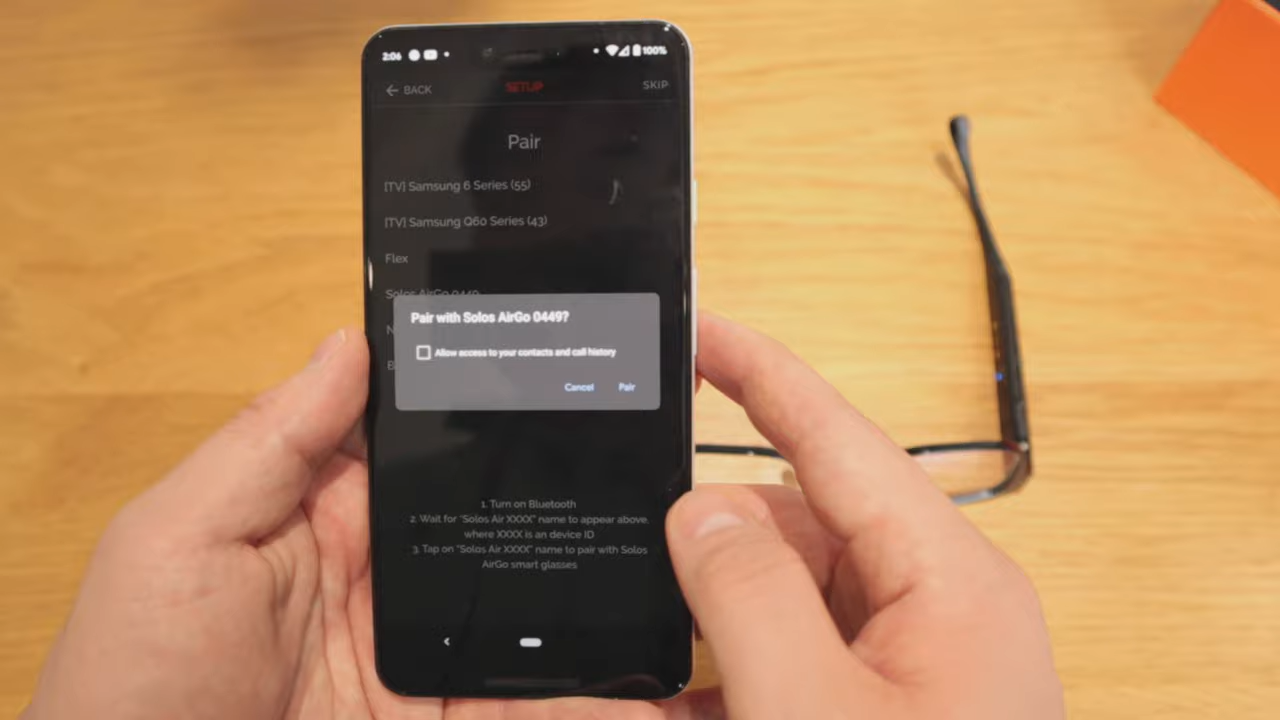 2:06
100%
BACK
SETUP
SKIP
Pair
[TV] Samsung 6 Series (55)
[TV] Samsung Q60 Series (43)
Flex
Solos AirGo 0449
Pair with Solos AirGo 0449?
Allow access to your contacts and call history
Cancel Pair
1. Turn on Bluetooth
2. Wait for "Solos Air XXXX" name to appear above,
where XXXX is an device ID
3. Tap on "Solos Air XXXX" name to pair with Solos
AirGo smart glasses